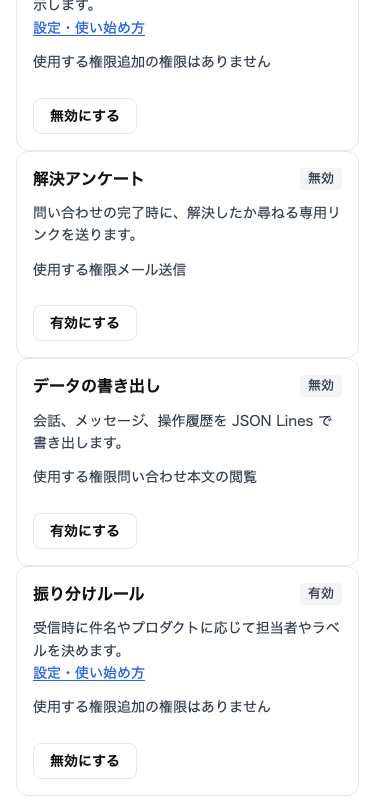 示します。
設定・使い始め方
使用する権限追加の権限はありません
無効にする
解決アンケート
無効
問い合わせの完了時に、解決したか尋ねる専用リ
ンクを送ります。
使用する権限メール送信
有効にする
データの書き出し
無効
会話、メッセージ、操作履歴を JSON Lines で
書き出します。
使用する権限問い合わせ本文の閲覧
有効にする
振り分けルール
有効
受信時に件名やプロダクトに応じて担当者やラベ
ルを決めます。
設定・使い始め方
使用する権限追加の権限はありません
無効にする